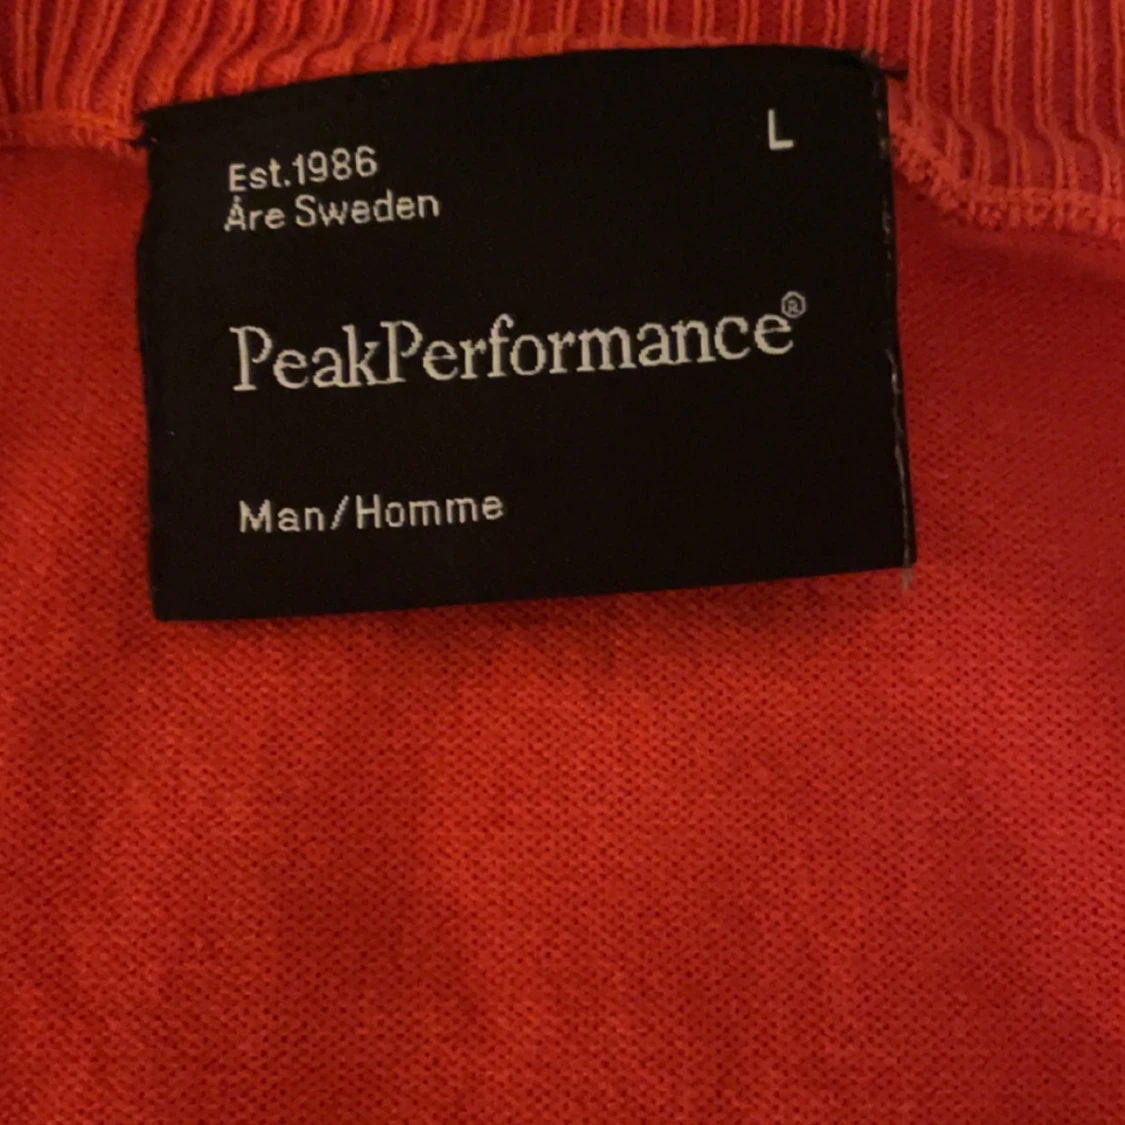 L
Est.1986
Åre Sweden
PeakPerformance®
Man/Homme